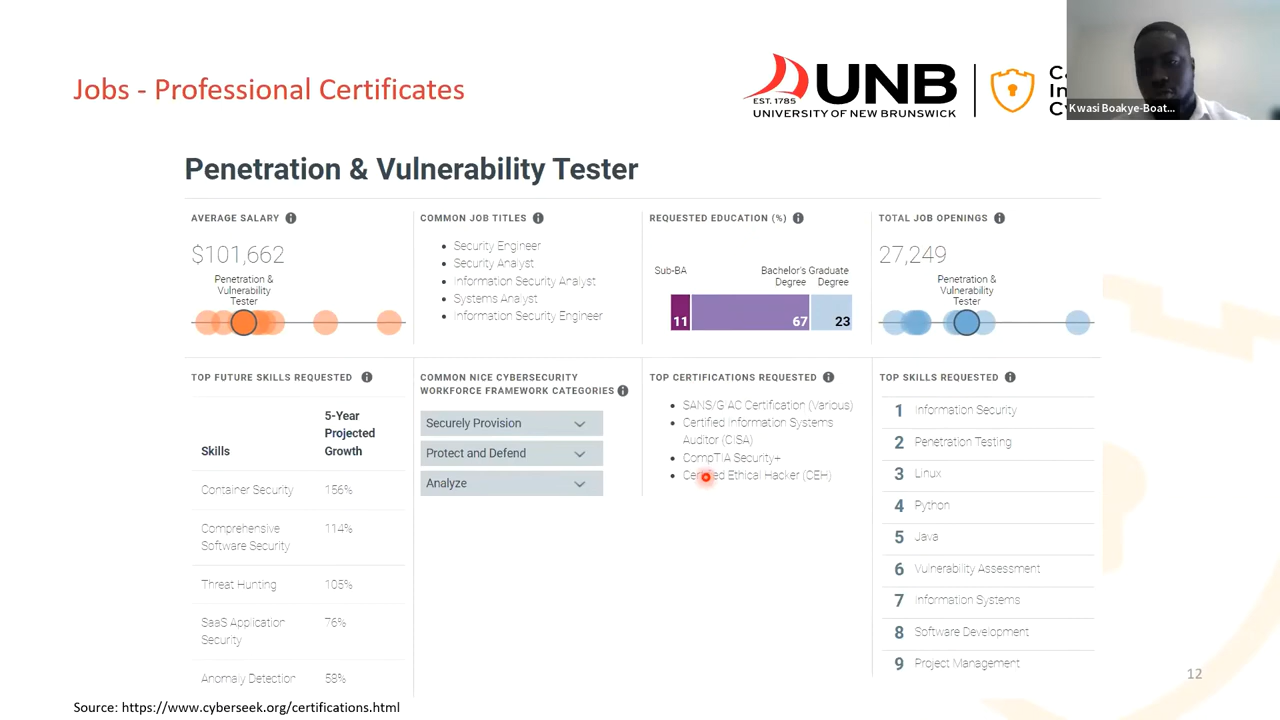 Jobs - Professional Certificates
EST. 1785
UNB
UNIVERSITY OF NEW BRUNSWICK
Kwasi Boakye-Boat...
Penetration & Vulnerability Tester
AVERAGE SALARY
$101,662
Penetration &
Vulnerability
Tester
COMMON JOB TITLES
Security Engineer
Security Analyst
Information Security Analyst
Systems Analyst
Information Security Engineer
REQUESTED EDUCATION (%)
Sub-BA
Bachelor's
Degree
Graduate
Degree
11
67
23
TOTAL JOB OPENINGS
27,249
Penetration &
Vulnerability
Tester
TOP FUTURE SKILLS REQUESTED
Skills
5-Year
Projected
Growth
Container Security 156%
Comprehensive
Software Security 114%
Threat Hunting 105%
SaaS Application
Security 76%
Anomaly Detection 58%
COMMON NICE CYBERSECURITY
WORKFORCE FRAMEWORK CATEGORIES
Securely Provision
Protect and Defend
Analyze
TOP CERTIFICATIONS REQUESTED
SANS/GIAC Certification (Various)
Certified Information Systems
Auditor (CISA)
CompTIA Security+
Certified Ethical Hacker (CEH)
TOP SKILLS REQUESTED
1 Information Security
2 Penetration Testing
3 Linux
4 Python
5 Java
6 Vulnerability Assessment
7 Information Systems
8 Software Development
9 Project Management
12
Source: https://www.cyberseek.org/certifications.html